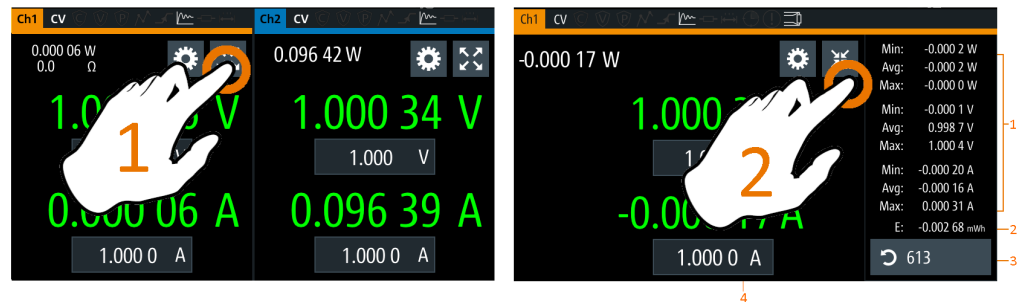 Ch1 CV C V P
Ch2 CV C V P
0.000 06 W
0.0 Ω
0.096 42 W
V
1.000 34 V
1
V
1.000 V
A
0.096 39 A
1.000 0 A
1.000 0 A
Ch1 CV C V P
-0.000 17 W
1.000
2
A
1.000 0 A
Min: -0.000 2 W
Avg: -0.000 2 W
Max: -0.000 0 W
Min: -0.000 1 V
Avg: 0.998 7 V
Max: 1.000 4 V
Min: -0.000 20 A
Avg: -0.000 16 A
Max: 0.000 31 A
E: -0.002 68 mWh
613
1
2
3
4